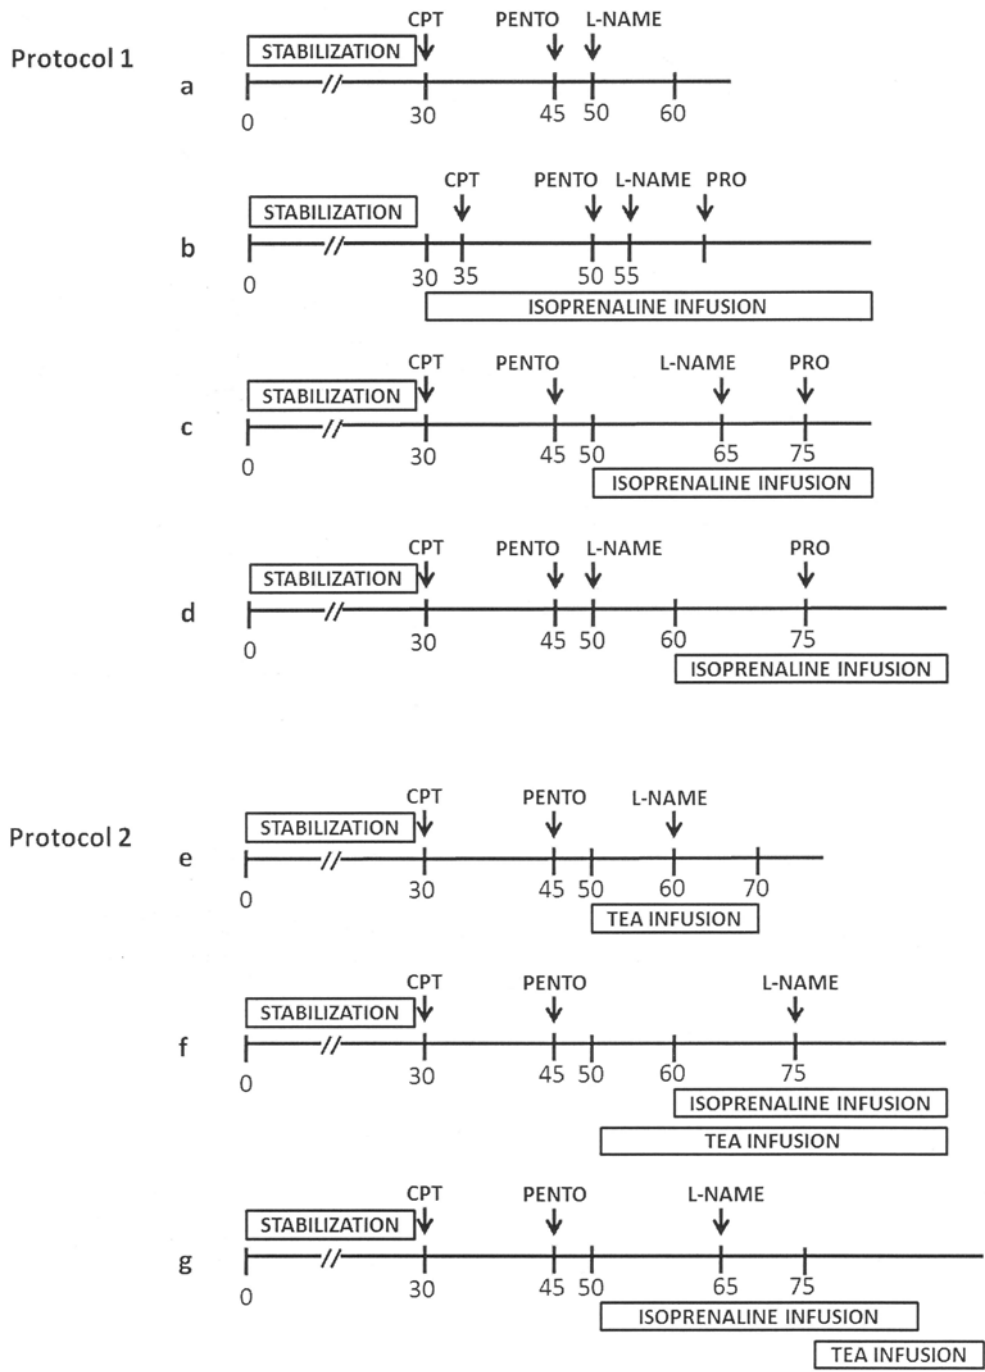 CPT PENTO L-NAME
Protocol 1
STABILIZATION
a
0 30 45 50 60
CPT PENTO L-NAME PRO
STABILIZATION
b
0 30 35 50 55
ISOPRENALINE INFUSION
CPT PENTO L-NAME PRO
STABILIZATION
c
0 30 45 50 65 75
ISOPRENALINE INFUSION
CPT PENTO L-NAME PRO
STABILIZATION
d
0 30 45 50 60 75
ISOPRENALINE INFUSION
CPT PENTO L-NAME
Protocol 2
STABILIZATION
e
0 30 45 50 60 70
TEA INFUSION
CPT PENTO L-NAME
STABILIZATION
f
0 30 45 50 60 75
ISOPRENALINE INFUSION
TEA INFUSION
CPT PENTO L-NAME
STABILIZATION
g
0 30 45 50 65 75
ISOPRENALINE INFUSION
TEA INFUSION